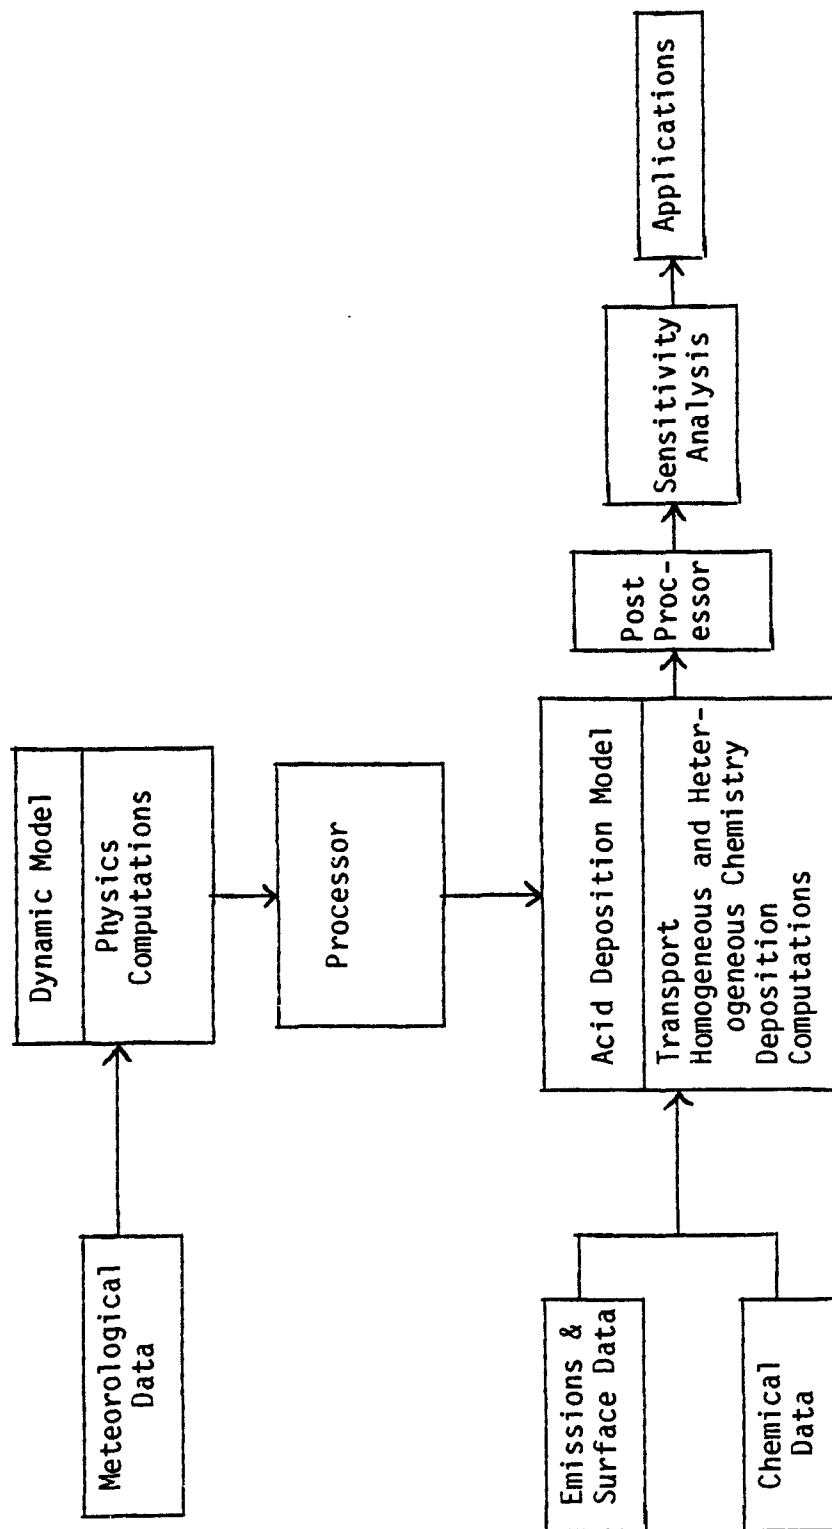 Meteorological
Data
Dynamic Model
Physics
Computations
Processor
Emissions &
Surface Data
Chemical
Data
Acid Deposition Model
Transport
Homogeneous and Heter-
ogeneous Chemistry
Deposition
Computations
Post
Proc-
essor
Sensitivity
Analysis
Applications